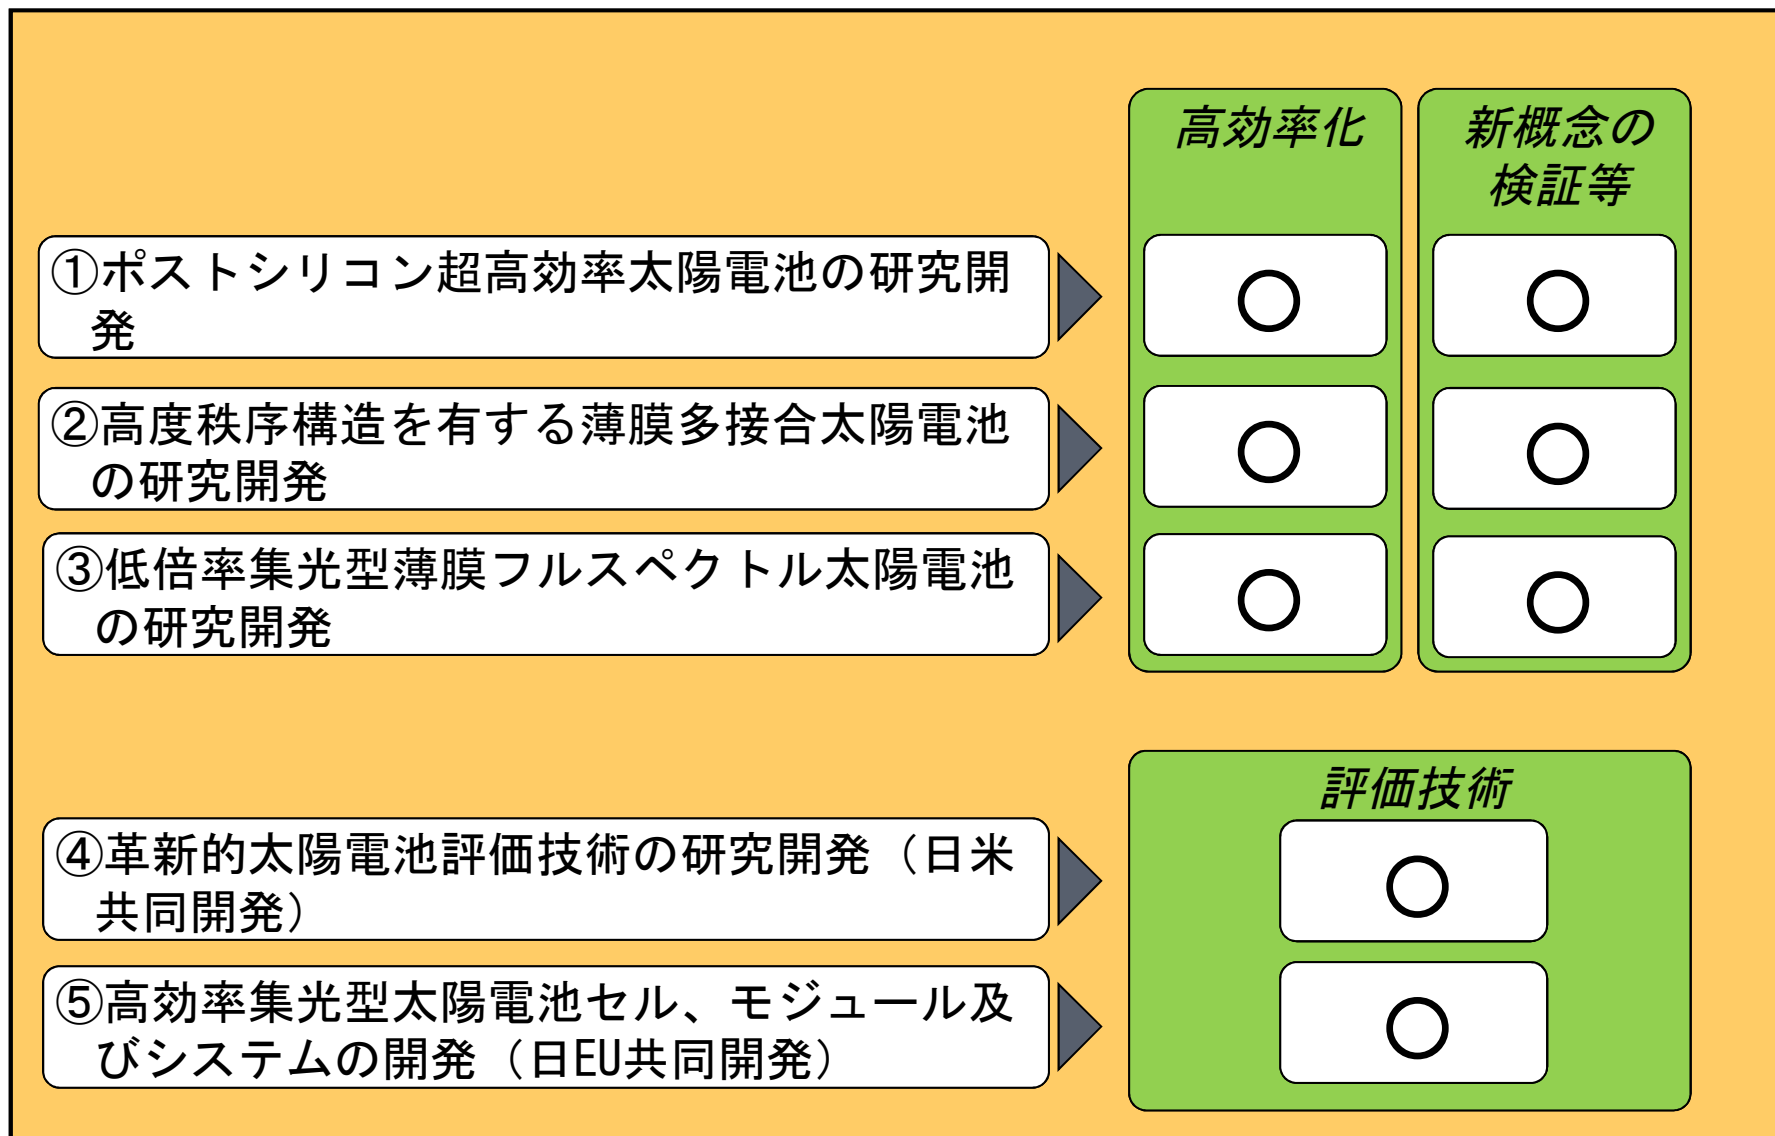 高効率化
新概念の
検証等
①ポストシリコン超高効率太陽電池の研究開
発
〇 〇
②高度秩序構造を有する薄膜多接合太陽電池
の研究開発
〇 〇
③低倍率集光型薄膜フルスペクトル太陽電池
の研究開発
〇 〇
評価技術
④革新的太陽電池評価技術の研究開発（日米
共同開発）
〇
⑤高効率集光型太陽電池セル、モジュール及
びシステムの開発（日EU共同開発）
〇